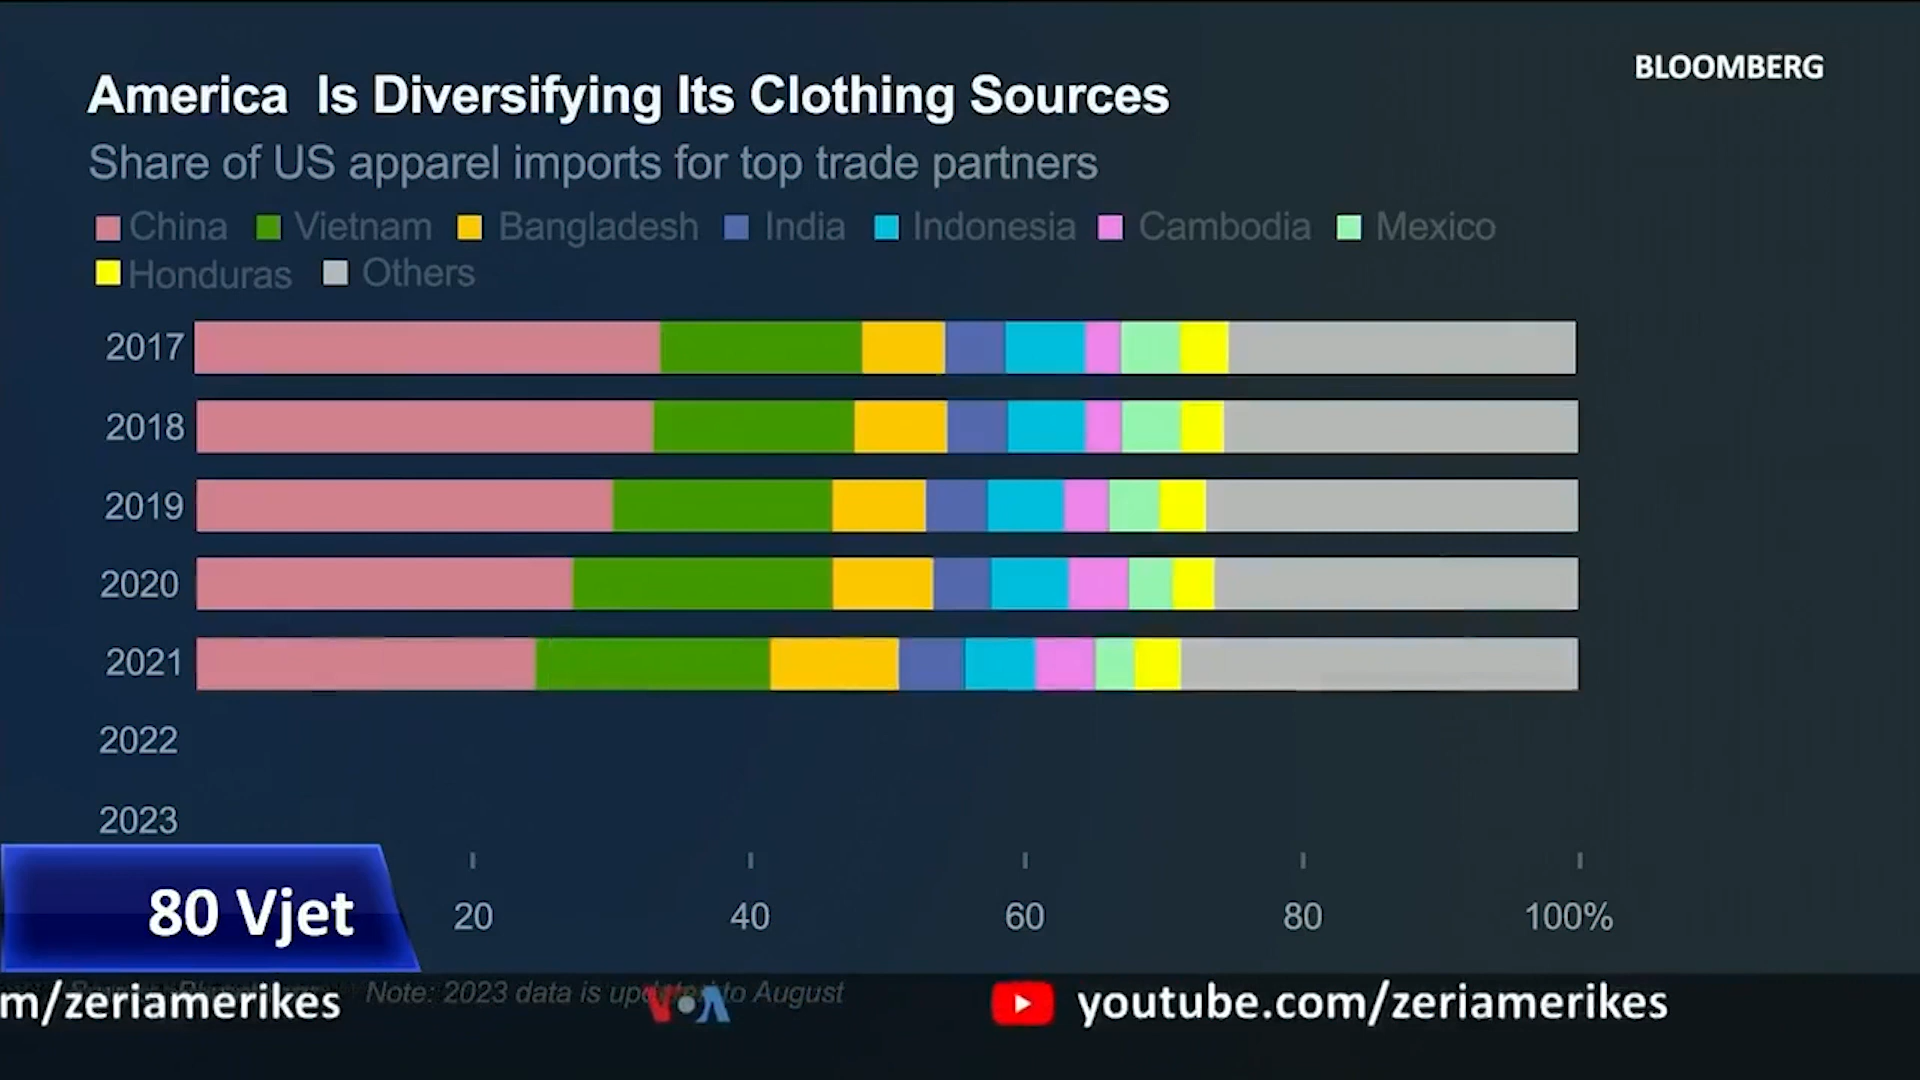 BLOOMBERG
America Is Diversifying Its Clothing Sources
Share of US apparel imports for top trade partners
China Vietnam Bangladesh India Indonesia Cambodia Mexico
Honduras Others
2017
2018
2019
2020
2021
2022
2023
20 40 60 80 100%
80 Vjet
Note: 2023 data is updated to August
m/zeriamerikes
VOA
youtube.com/zeriamerikes